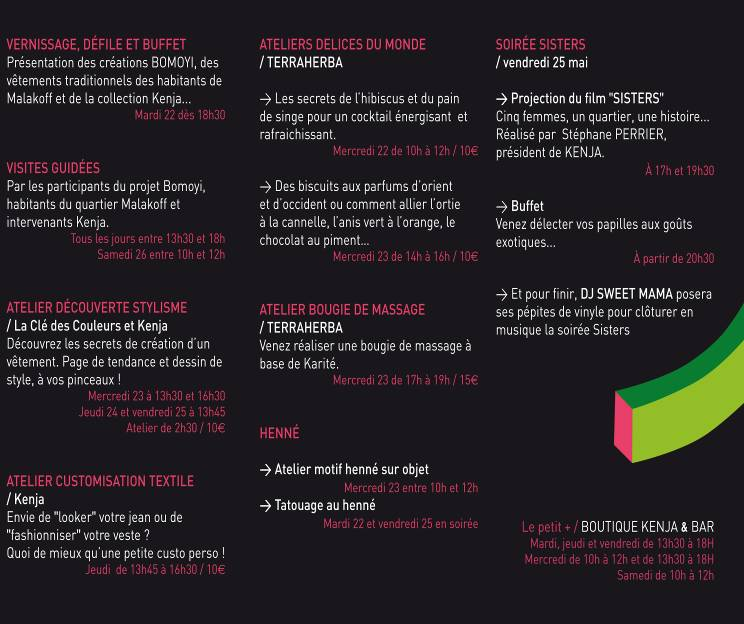 VERNISSAGE, DÉFILE ET BUFFET
Présentation des créations BOMOYI, des
vêtements traditionnels des habitants de
Malakoff et de la collection Kenja...
Mardi 22 dès 18h30
VISITES GUIDÉES
Par les participants du projet Bomoyi,
habitants du quartier Malakoff et
intervenants Kenja.
Tous les jours entre 13h30 et 18h
Samedi 26 entre 10h et 12h
ATELIER DÉCOUVERTE STYLISME
/ La Clé des Couleurs et Kenja
Découvrez les secrets de création d'un
vêtement. Page de tendance et dessin de
style, à vos pinceaux !
Mercredi 23 à 13h30 et 16h30
Jeudi 24 et vendredi 25 à 13h45
Atelier de 2h30 / 10€
ATELIER CUSTOMISATION TEXTILE
/ Kenja
Envie de "looker" votre jean ou de
"fashionniser" votre veste ?
Quoi de mieux qu'une petite custo perso !
Jeudi de 13h45 à 16h30 / 10€
ATELIERS DELICES DU MONDE
/ TERRAHERBA
→ Les secrets de l'hibiscus et du pain
de singe pour un cocktail énergisant et
rafraichissant.
Mercredi 22 de 10h à 12h / 10€
→ Des biscuits aux parfums d'orient
et d'occident ou comment allier l'ortie
à la cannelle, l'anis vert à l'orange, le
chocolat au piment...
Mercredi 23 de 14h à 16h / 10€
ATELIER BOUGIE DE MASSAGE
/ TERRAHERBA
Venez réaliser une bougie de massage à
base de Karité.
Mercredi 23 de 17h à 19h / 15€
HENNÉ
→ Atelier motif henné sur objet
Mercredi 23 entre 10h et 12h
→ Tatouage au henné
Mardi 22 et vendredi 25 en soirée
SOIRÉE SISTERS
/ vendredi 25 mai
→ Projection du film "SISTERS"
Cinq femmes, un quartier, une histoire...
Réalisé par Stéphane PERRIER,
président de KENJA.
À 17h et 19h30
→ Buffet
Venez délecter vos papilles aux goûts
exotiques...
À partir de 20h30
→ Et pour finir, DJ SWEET MAMA posera
ses pépites de vinyle pour clôturer en
musique la soirée Sisters
Le petit + / BOUTIQUE KENJA & BAR
Mardi, jeudi et vendredi de 13h30 à 18H
Mercredi de 10h à 12h et de 13h30 à 18H
Samedi de 10h à 12h